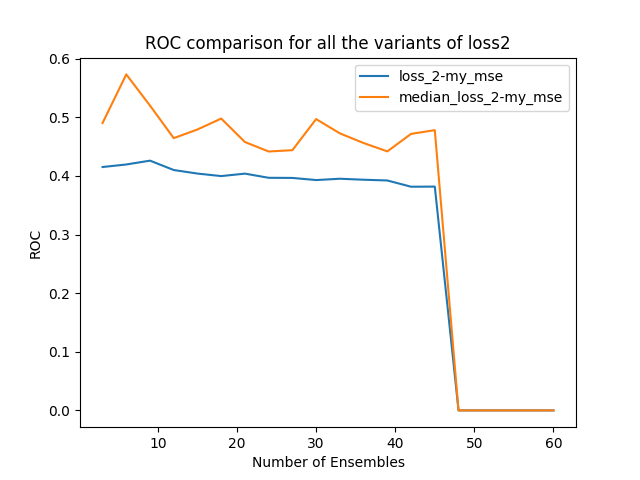 ROC comparison for all the variants of loss2
loss_2-my_mse
median_loss_2-my_mse
ROC
0.6
0.5
0.4
0.3
0.2
0.1
0.0
10 20 30 40 50 60
Number of Ensembles